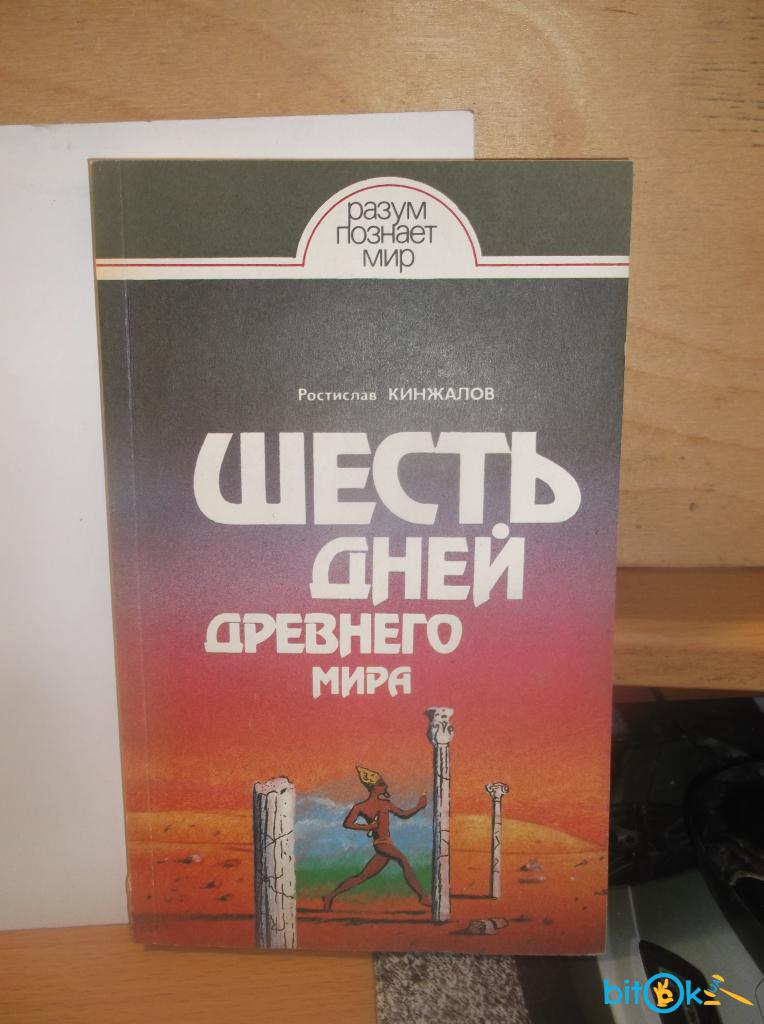 разум
познает
мир
Ростислав КИНЖАЛОВ
ШЕСТЬ
ДНЕЙ
ДРЕВНЕГО
МИРА
bitOk